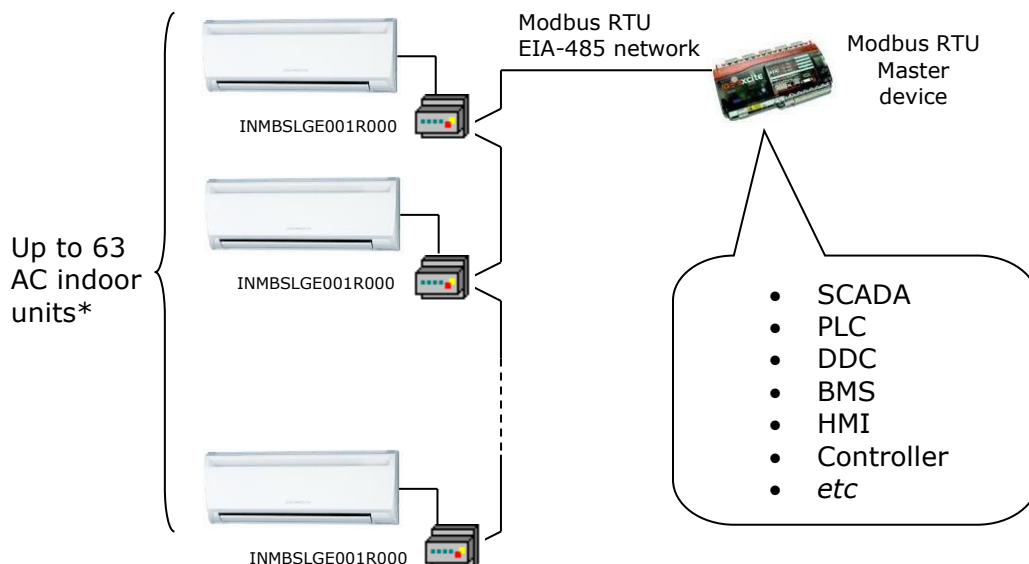 Modbus RTU
EIA-485 network
Modbus RTU
Master
device
INMBSLGE001R000
INMBSLGE001R000
Up to 63
AC indoor
units*
• SCADA
• PLC
• DDC
• BMS
• HMI
• Controller
• etc
INMBSLGE001R000